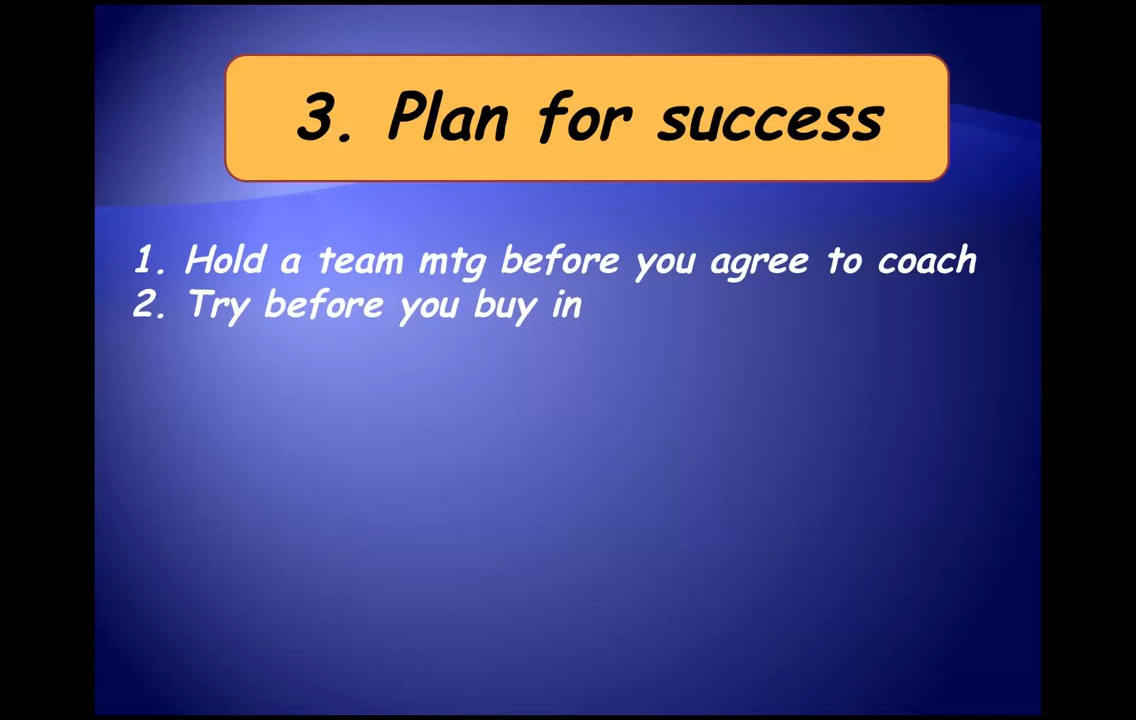 3. Plan for success
1. Hold a team mtg before you agree to coach
2. Try before you buy in